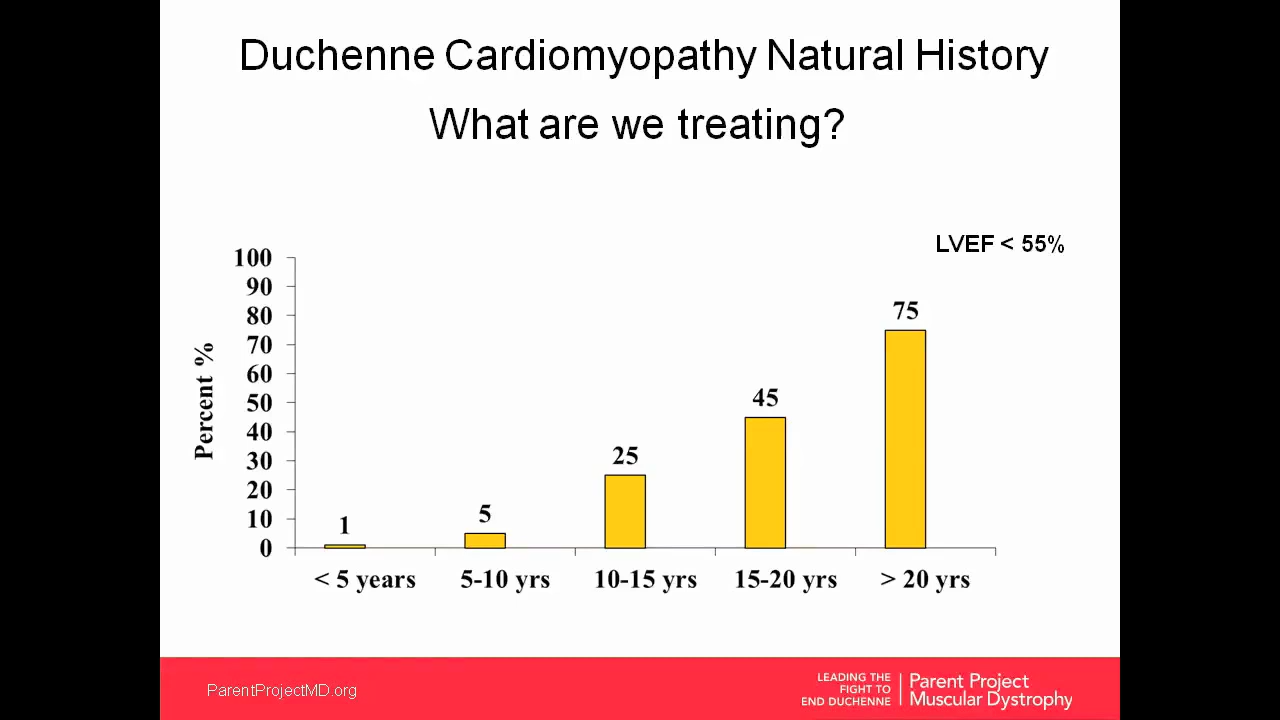 Duchenne Cardiomyopathy Natural History
What are we treating?
LVEF < 55%
Percent %
100
90
80
70
60
50
40
30
20
10
0
1
5
25
45
75
< 5 years
5-10 yrs
10-15 yrs
15-20 yrs
> 20 yrs
ParentProjectMD.org
LEADING THE
FIGHT TO
END DUCHENNE
Parent Project
Muscular Dystrophy